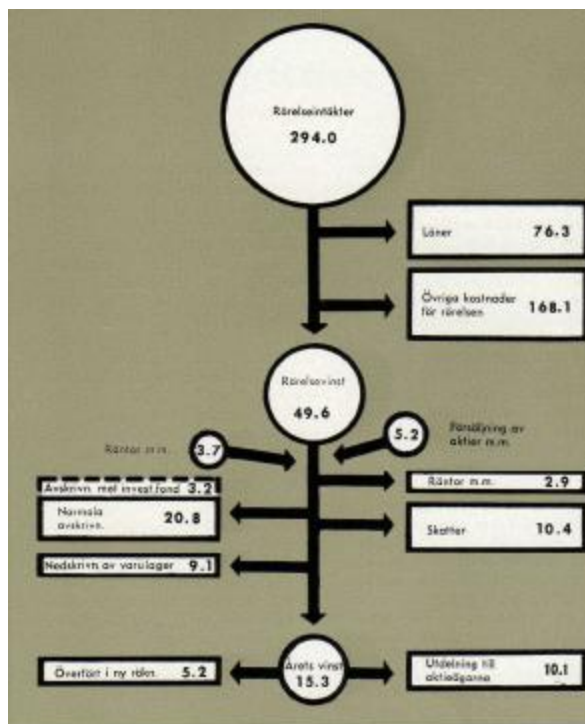 Rörelseintäkter
294.0
Löner 76.3
Övriga kostnader
för rörelsen 168.1
Rörelsevinst
49.6
Räntor m.m. 3.7
5.2 Försäljning av
aktier m.m.
Avskrivn. mot invest.fond 3.2
Räntor m.m. 2.9
Normala
avskrivn. 20.8
Skatter 10.4
Nedskrivn. av varulager 9.1
Årets vinst
15.3
Överfört i ny räkn. 5.2
Utdelning till
aktieägarna 10.1